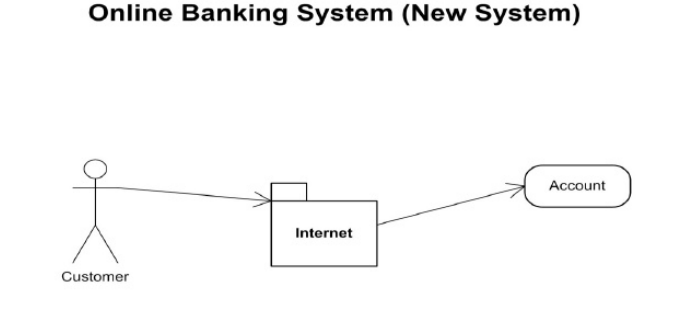 Online Banking System (New System)
Account
Internet
Customer